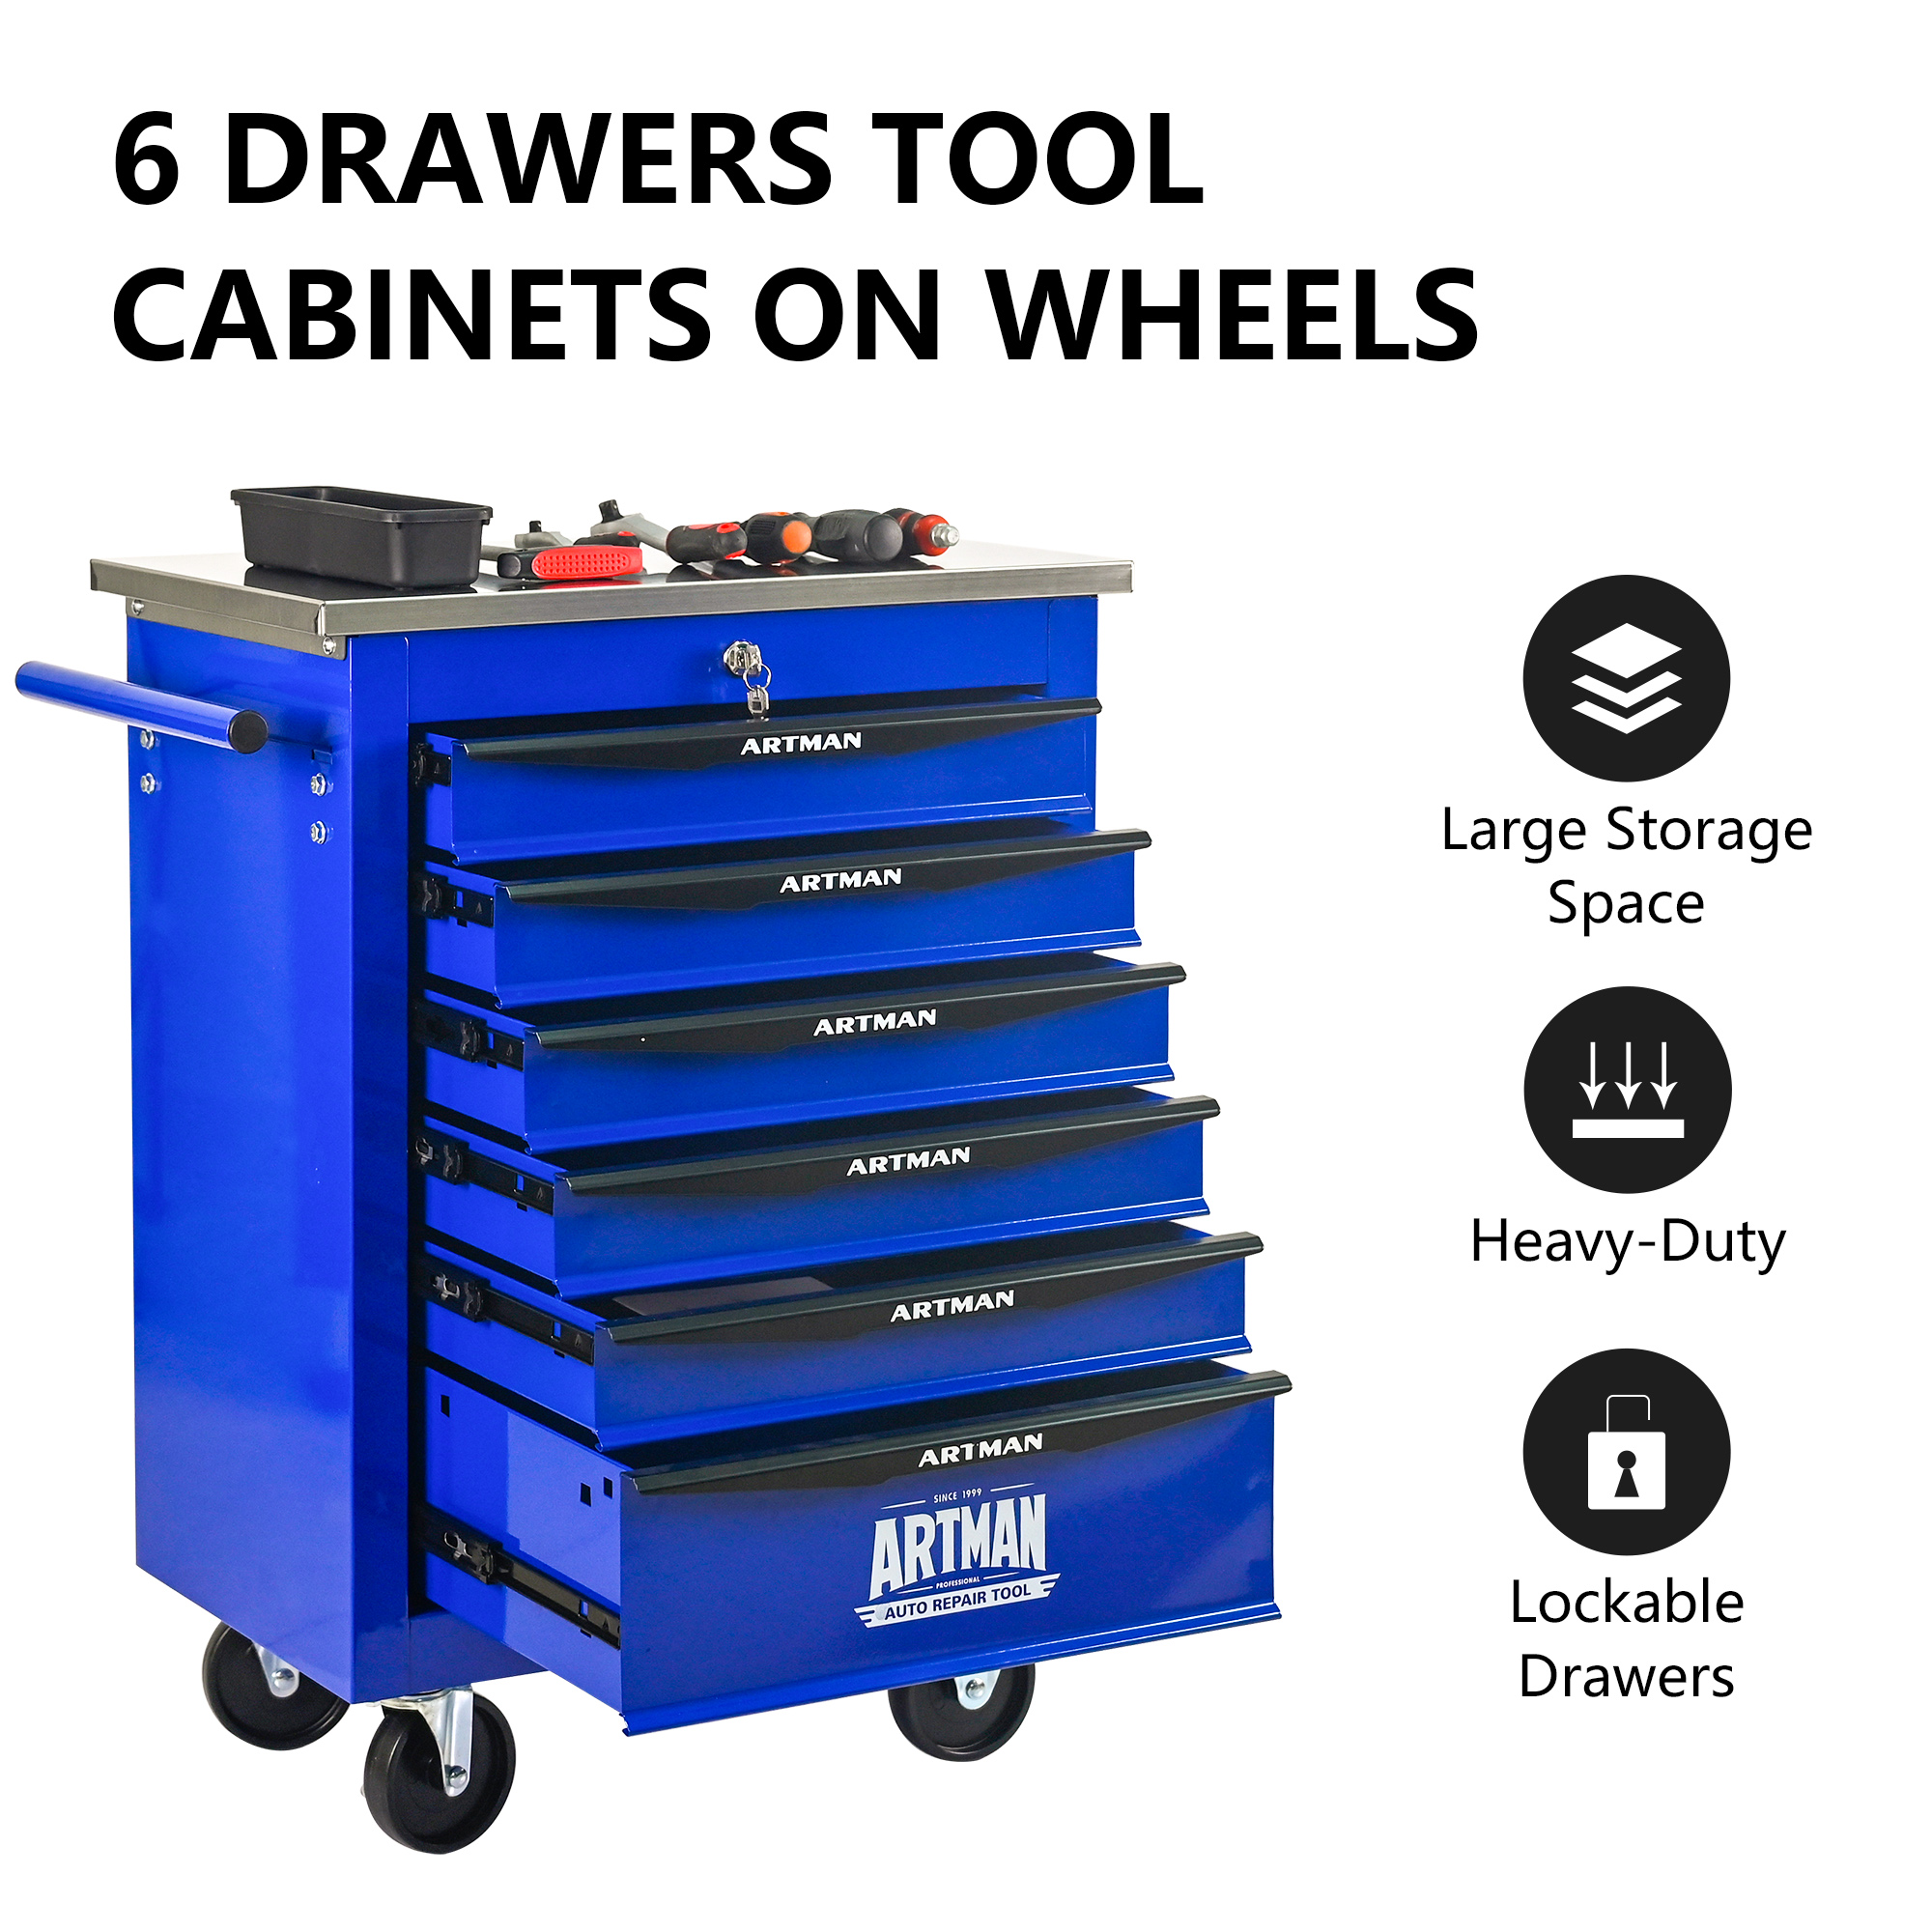 6 DRAWERS TOOL
CABINETS ON WHEELS
ARTMAN
ARTMAN
ARTMAN
ARTMAN
ARTMAN
ARTMAN
SINCE 1999
ARTMAN
PROFESSIONAL
AUTO REPAIR TOOL
Large Storage
Space
Heavy-Duty
Lockable
Drawers